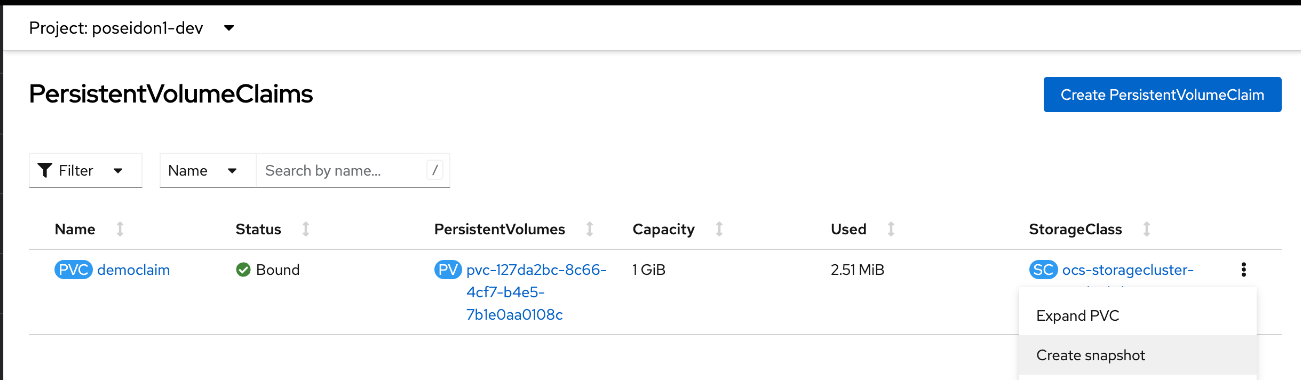 Project: poseidon1-dev
PersistentVolumeClaims
Create PersistentVolumeClaim
Filter
Name
Search by name...
/
Name Status PersistentVolumes Capacity Used StorageClass
PVC democlaim Bound PV pvc-127da2bc-8c66- 1 GiB 2.51 MiB SC ocs-storagecluster-
4cf7-b4e5-
7b1e0aa0108c
Expand PVC
Create snapshot